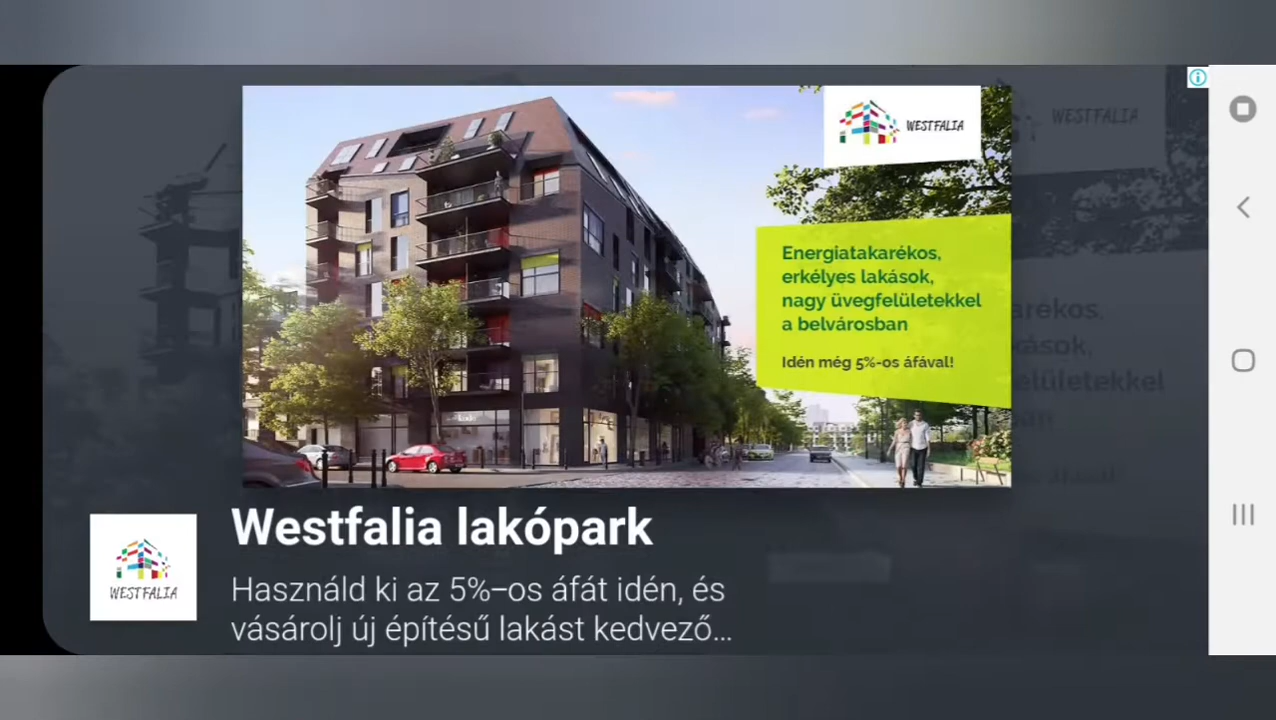 WESTFALIA
Energiatakarékos,
erkélyes lakások,
nagy üvegfelületekkel
a belvárosban
Idén még 5%-os áfával!
WESTFALIA
Westfalia lakópark
Használd ki az 5%–os áfát idén, és
vásárolj új építésű lakást kedvező...